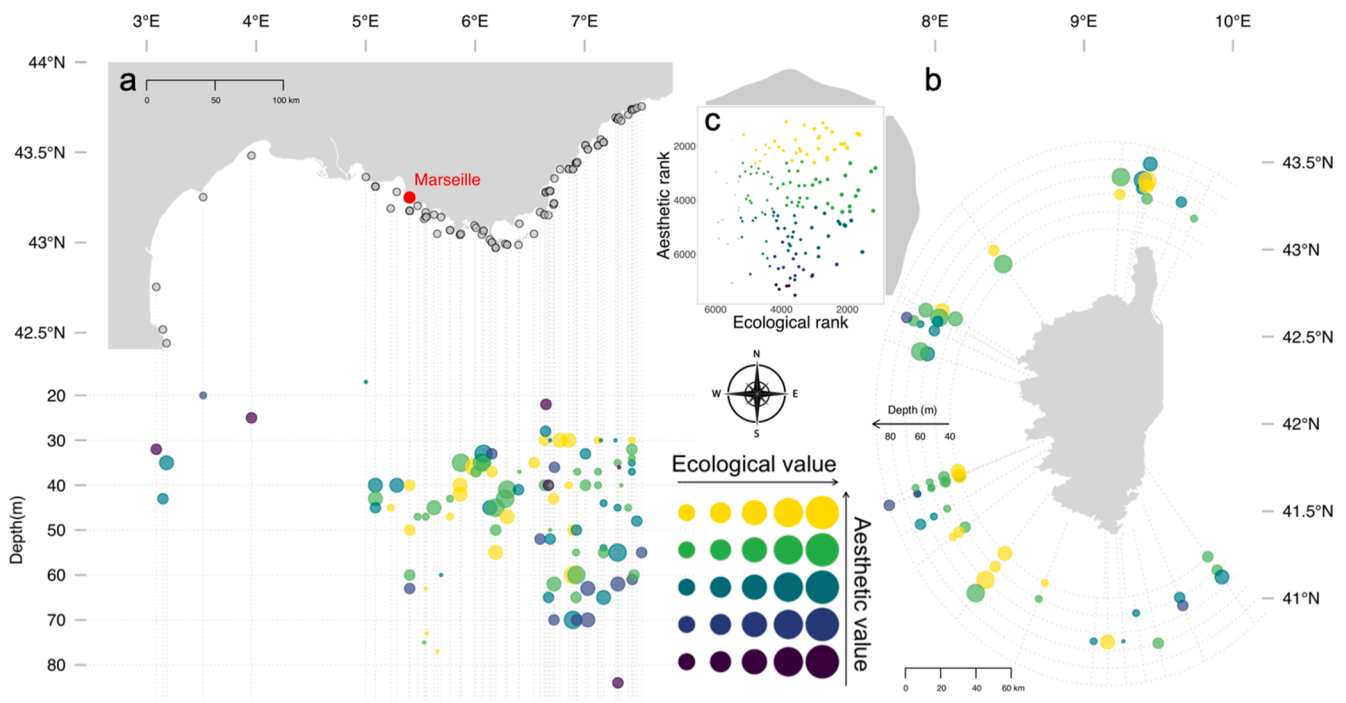 3°E 4°E 5°E 6°E 7°E
8°E 9°E 10°E
44°N
43.5°N
43°N
42.5°N
a
0 50 100 km
Marseille
20
30
40
50
60
70
80
Depth(m)
c
Aesthetic rank
2000
4000
6000
6000 4000 2000
Ecological rank
N
W E
S
Ecological value
Aesthetic value
b
43.5°N
43°N
42.5°N
42°N
41.5°N
41°N
Depth (m)
80 60 40
0 20 40 60 km